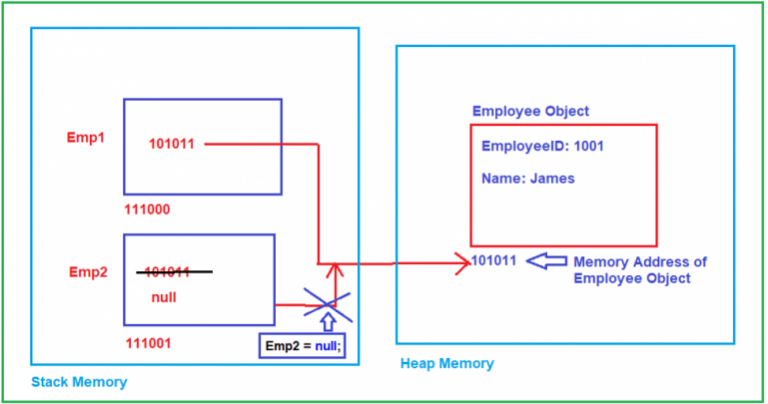 Emp1
101011
111000
Emp2
101011
null
111001
Emp2 = null;
Stack Memory
Employee Object
EmployeeID: 1001
Name: James
101011
Memory Address of
Employee Object
Heap Memory